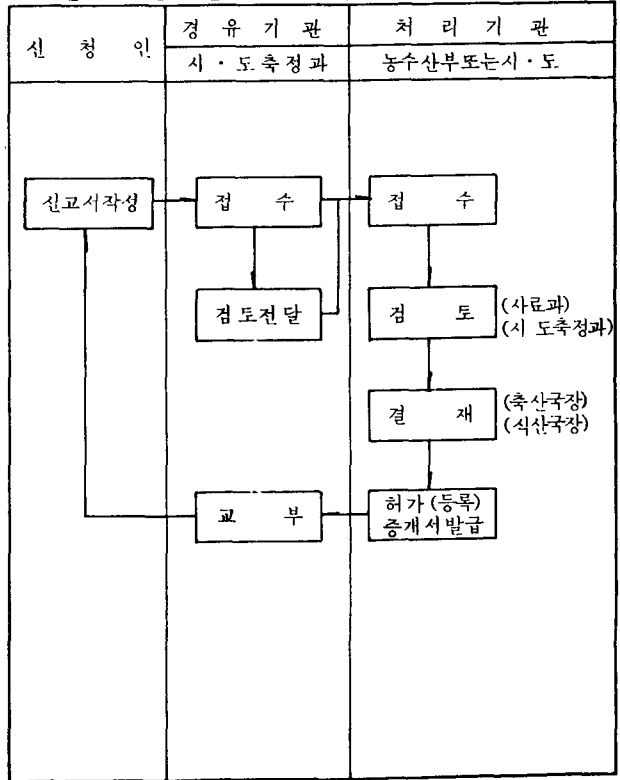 신 청 인
경 유 기 관
처 리 기 관
시 · 도축정과
농수산부또는시 · 도
신고서작성
접 수
접 수
검토전달
검 토
(사료과)
(시 도축정과)
결 재
(축산국장)
(식산국장)
교 부
허가(등록)
증개서발급